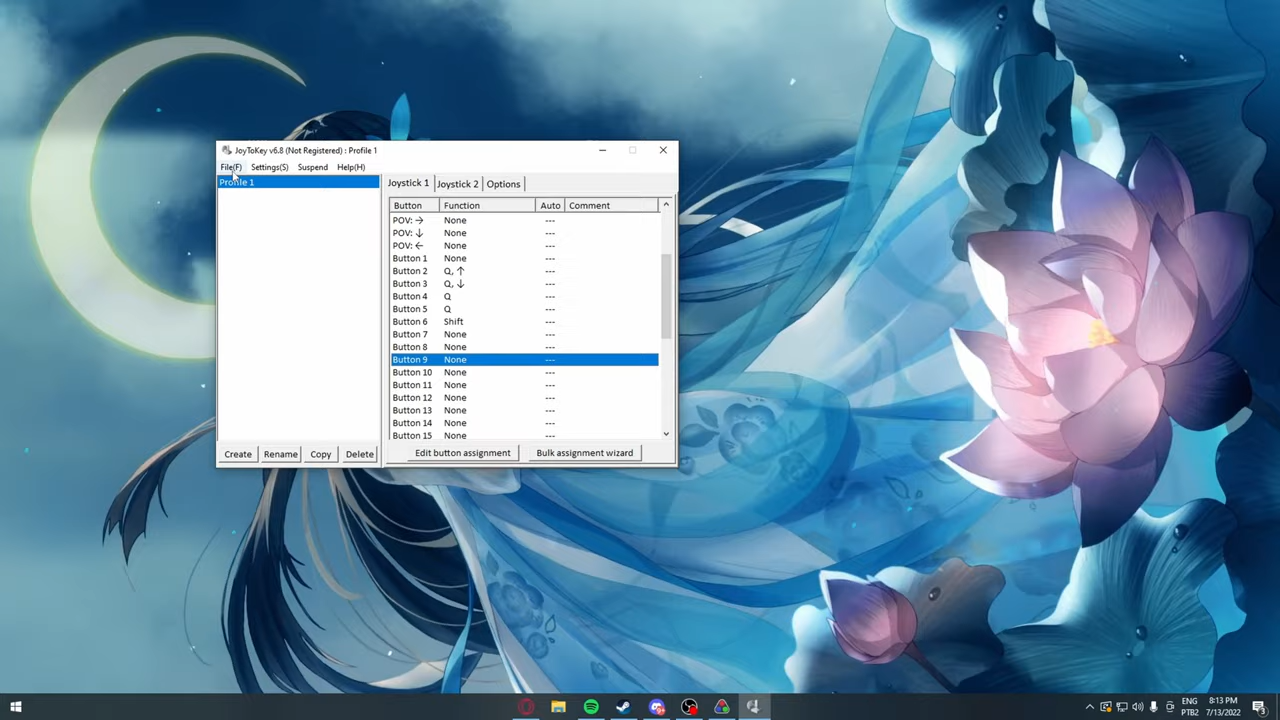 JoyToKey v6.8 (Not Registered) : Profile 1
File(F) Settings(S) Suspend Help(H)
Profile 1
Joystick 1 Joystick 2 Options
Button Function Auto Comment
POV: → None ---
POV: ↓ None ---
POV: ← None ---
Button 1 None ---
Button 2 Q, ↑ ---
Button 3 Q, ↓ ---
Button 4 Q ---
Button 5 Q ---
Button 6 Shift ---
Button 7 None ---
Button 8 None ---
Button 9 None ---
Button 10 None ---
Button 11 None ---
Button 12 None ---
Button 13 None ---
Button 14 None ---
Button 15 None ---
Create Rename Copy Delete
Edit button assignment Bulk assignment wizard
ENG 8:13 PM
PTB2 7/13/2022
3